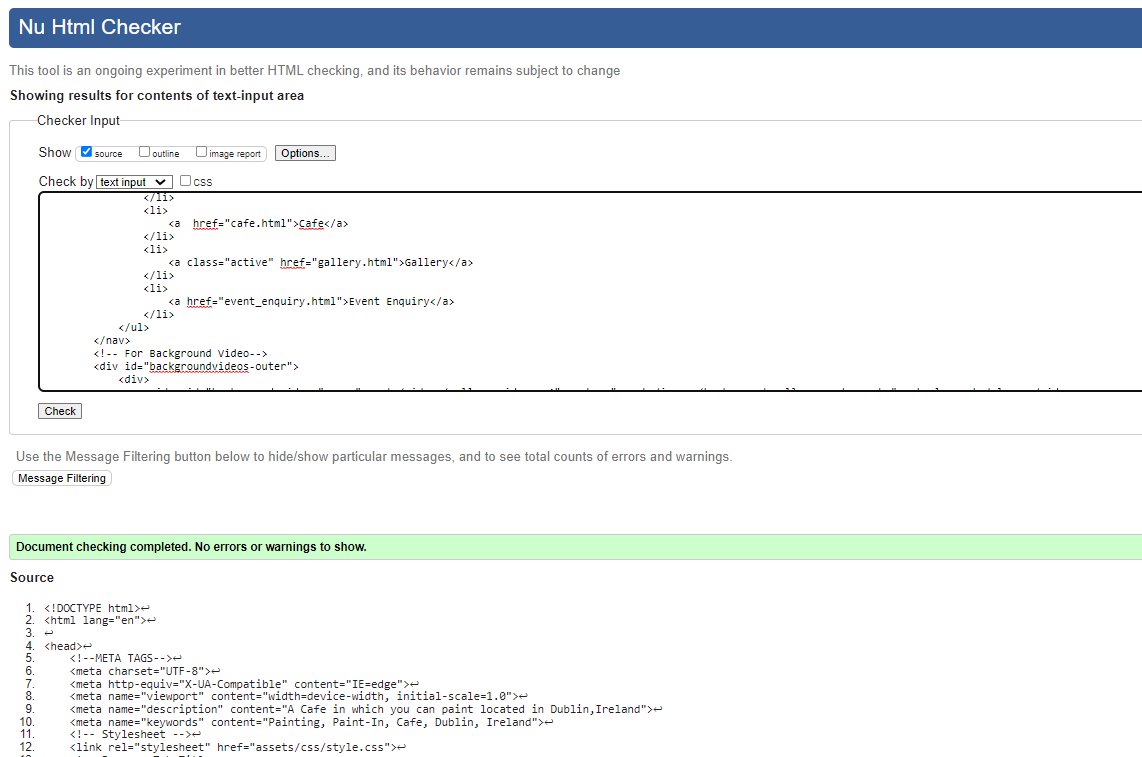 Nu Html Checker
This tool is an ongoing experiment in better HTML checking, and its behavior remains subject to change
Showing results for contents of text-input area
Checker Input
Show source outline image report Options...
Check by text input css
</li>
<li>
<a  href="cafe.html">Cafe</a>
</li>
<li>
<a class="active" href="gallery.html">Gallery</a>
</li>
<li>
<a href="event_enquiry.html">Event Enquiry</a>
</li>
</ul>
</nav>
<!-- For Background Video-->
<div id="backgroundvideos-outer">
<div>
Check
Use the Message Filtering button below to hide/show particular messages, and to see total counts of errors and warnings.
Message Filtering
Document checking completed. No errors or warnings to show.
Source
1. <!DOCTYPE html>↩
2. <html lang="en">↩
3. ↩
4. <head>↩
5. <!--META TAGS-->↩
6. <meta charset="UTF-8">↩
7. <meta http-equiv="X-UA-Compatible" content="IE=edge">↩
8. <meta name="viewport" content="width=device-width, initial-scale=1.0">↩
9. <meta name="description" content="A Cafe in which you can paint located in Dublin,Ireland">↩
10. <meta name="keywords" content="Painting, Paint-In, Cafe, Dublin, Ireland">↩
11. <!-- Stylesheet -->↩
12. <link rel="stylesheet" href="assets/css/style.css">↩